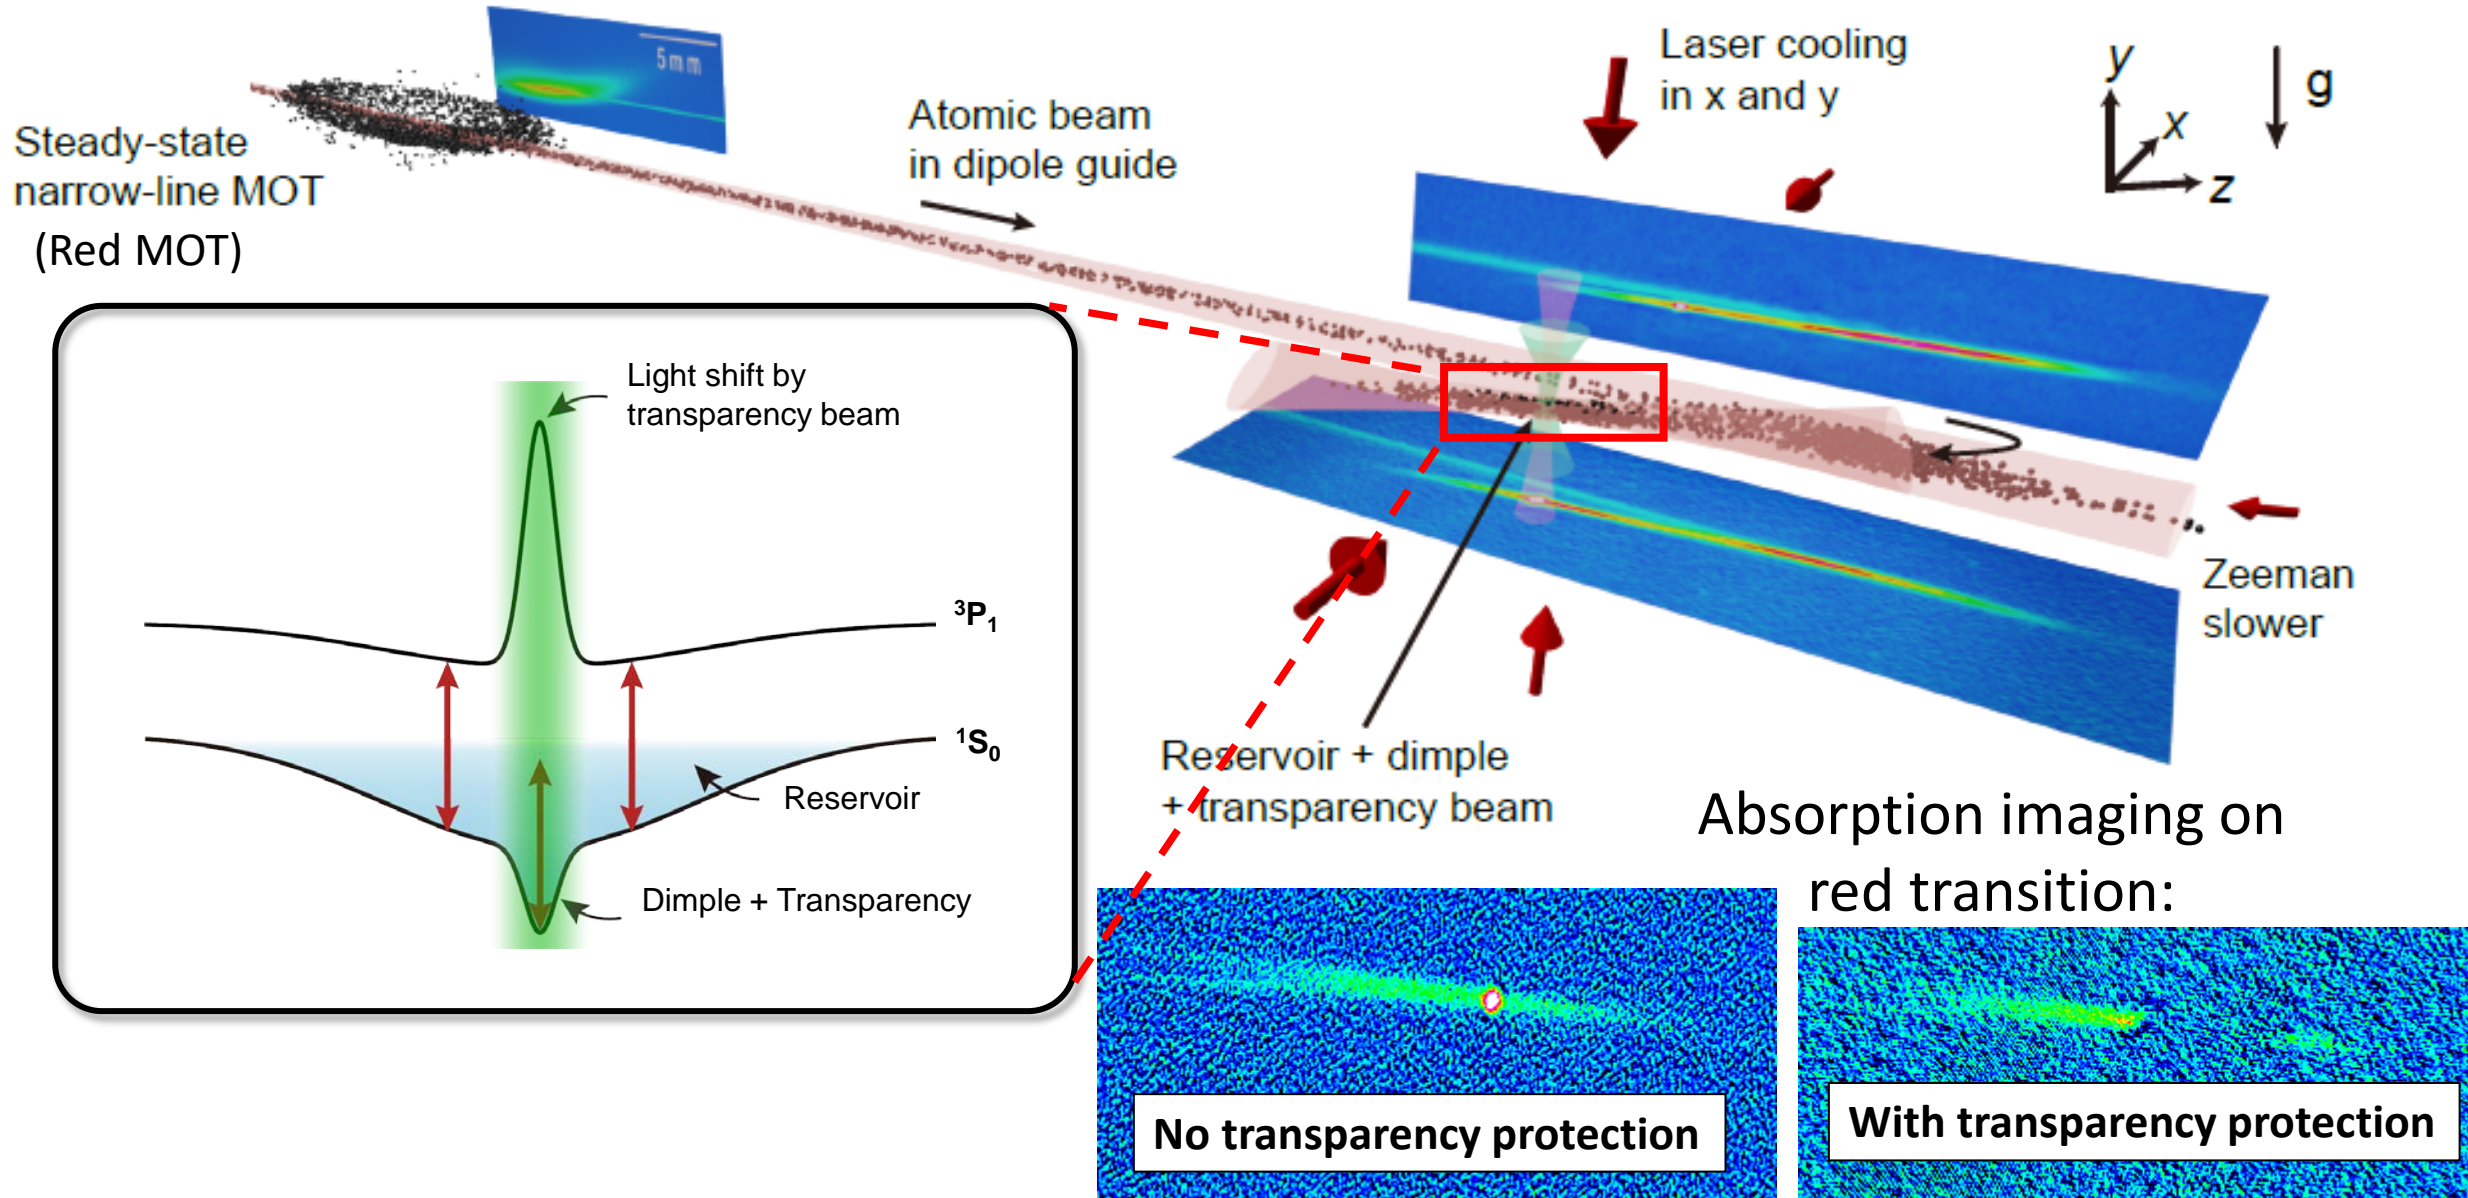 5mm
Steady-state
narrow-line MOT
(Red MOT)
Atomic beam
in dipole guide
Laser cooling
in x and y
y
x
z
g
Light shift by
transparency beam
³P₁
¹S₀
Reservoir
Dimple + Transparency
Zeeman
slower
Reservoir + dimple
+ transparency beam
Absorption imaging on
red transition:
No transparency protection
With transparency protection